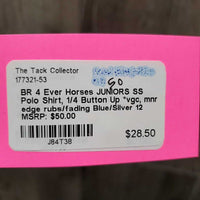 The Tack Collector
177321-53
GO
BR 4 Ever Horses JUNIORS SS
Polo Shirt, 1/4 Button Up *vgc, mnr
edge rubs/fading Blue/Silver 12
MSRP: $50.00
$28.50
J84T38